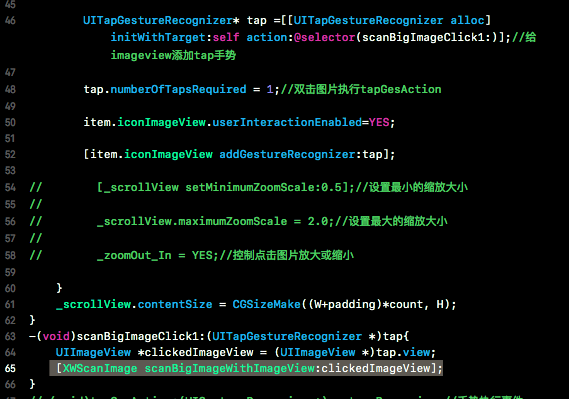 45
46 UITapGestureRecognizer* tap =[[UITapGestureRecognizer alloc]
initWithTarget:self action:@selector(scanBigImageClick1:)];//给
imageview添加tap手势
47
48 tap.numberOfTapsRequired = 1;//双击图片执行tapGesAction
49
50 item.iconImageView.userInteractionEnabled=YES;
51
52 [item.iconImageView addGestureRecognizer:tap];
53
54 // [_scrollView setMinimumZoomScale:0.5];//设置最小的缩放大小
55 //
56 // _scrollView.maximumZoomScale = 2.0;//设置最大的缩放大小
57 //
58 // _zoomOut_In = YES;//控制点击图片放大或缩小
59
60 }
61 _scrollView.contentSize = CGSizeMake((W+padding)*count, H);
62 }
63 -(void)scanBigImageClick1:(UITapGestureRecognizer *)tap{
64 UIImageView *clickedImageView = (UIImageView *)tap.view;
65 [XWScanImage scanBigImageWithImageView:clickedImageView];
66 }